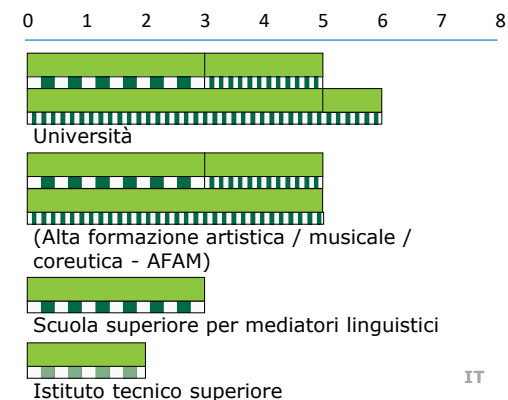 0 1 2 3 4 5 6 7 8
Università
(Alta formazione artistica / musicale /
coreutica - AFAM)
Scuola superiore per mediatori linguistici
Istituto tecnico superiore
IT